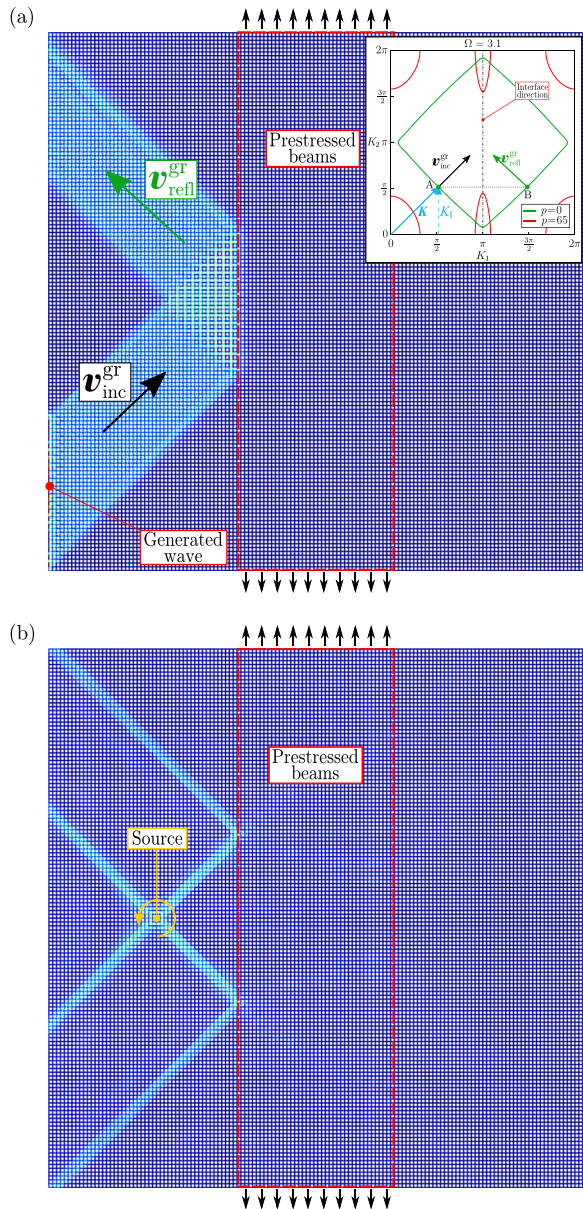 (a)
Prestressed
beams
v^gr_refl
v^gr_inc
Generated
wave
Ω = 3.1
2π
3π/2
K₂ π
π/2
0
Interface
direction
v^gr_inc
v^gr_refl
A
B
K
K₁
p=0
p=65
0
π/2
π
3π/2
2π
K₁
(b)
Prestressed
beams
Source